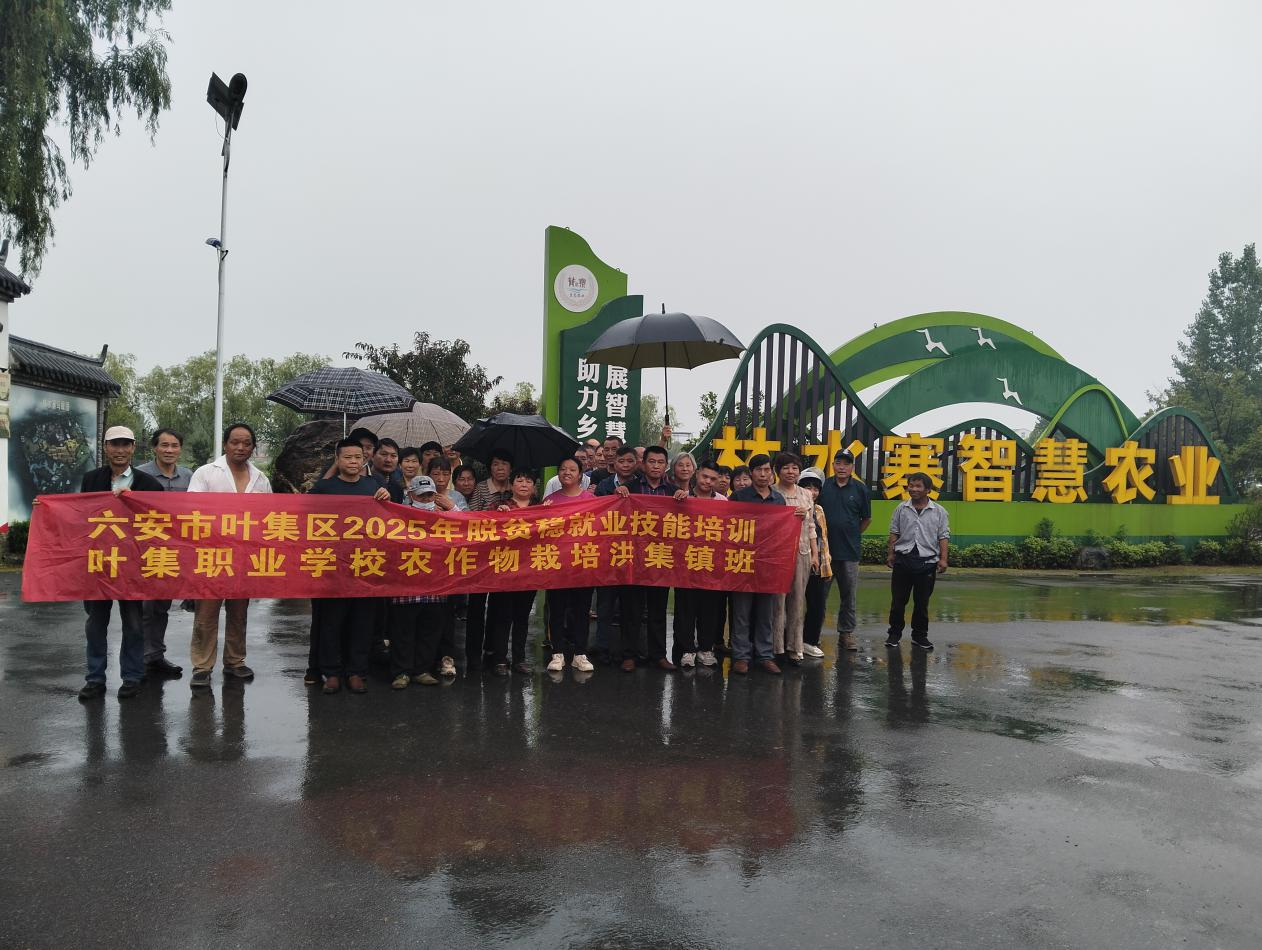 六安市叶集区2025年脱贫稳就业技能培训
叶集职业学校农作物栽培洪集镇班
展智慧
助力乡
水寨智慧农业